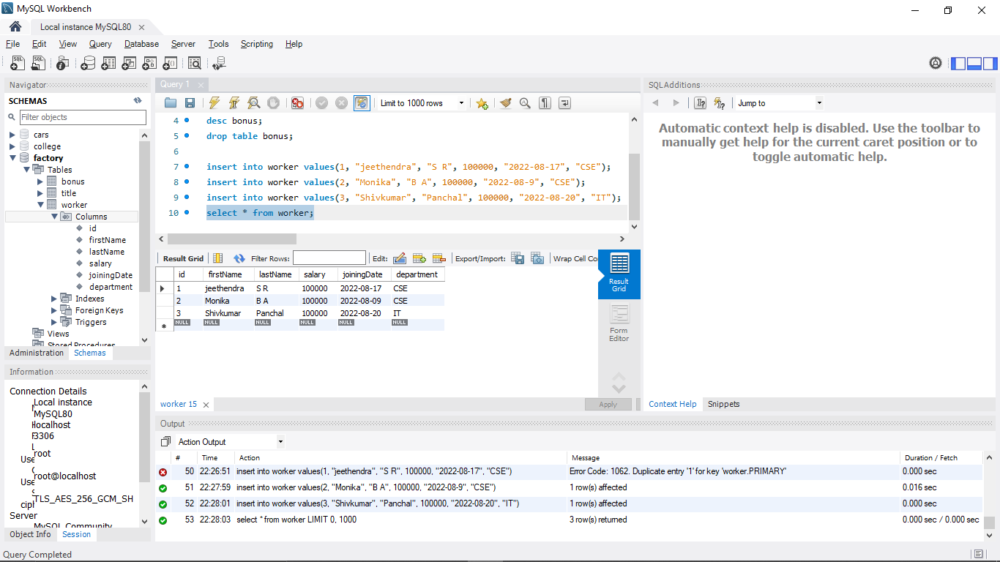 MySQL Workbench
Local instance MySQL80
File Edit View Query Database Server Tools Scripting Help
Navigator
SCHEMAS
Filter objects
cars
college
factory
Tables
bonus
title
worker
Columns
id
firstName
lastName
salary
joiningDate
department
Indexes
Foreign Keys
Triggers
Views
Stored Procedures
Administration Schemas
Information
Connection Details
Local instance
MySQL80
localhost
3306
root
Use
root@localhost
Use
TLS_AES_256_GCM_SH
ciph
Server
MySQL Community
Object Info Session
Query 1
Limit to 1000 rows
4 desc bonus;
5 drop table bonus;
6
7 insert into worker values(1, "jeethendra", "S R", 100000, "2022-08-17", "CSE");
8 insert into worker values(2, "Monika", "B A", 100000, "2022-08-9", "CSE");
9 insert into worker values(3, "Shivkumar", "Panchal", 100000, "2022-08-20", "IT");
10 select * from worker;
Result Grid Filter Rows: Edit: Export/Import: Wrap Cell Co
id firstName lastName salary joiningDate department
1 jeethendra S R 100000 2022-08-17 CSE
2 Monika B A 100000 2022-08-09 CSE
3 Shivkumar Panchal 100000 2022-08-20 IT
NULL NULL NULL NULL NULL NULL
Result
Grid
Form
Editor
worker 15
Apply
SQLAdditions
Jump to
Automatic context help is disabled. Use the toolbar to
manually get help for the current caret position or to
toggle automatic help.
Context Help Snippets
Output
Action Output
# Time Action Message Duration / Fetch
50 22:26:51 insert into worker values(1, "jeethendra", "S R", 100000, "2022-08-17", "CSE") Error Code: 1062. Duplicate entry '1' for key 'worker.PRIMARY' 0.000 sec
51 22:27:59 insert into worker values(2, "Monika", "B A", 100000, "2022-08-9", "CSE") 1 row(s) affected 0.016 sec
52 22:28:01 insert into worker values(3, "Shivkumar", "Panchal", 100000, "2022-08-20", "IT") 1 row(s) affected 0.000 sec
53 22:28:03 select * from worker LIMIT 0, 1000 3 row(s) returned 0.000 sec / 0.000 sec
Query Completed